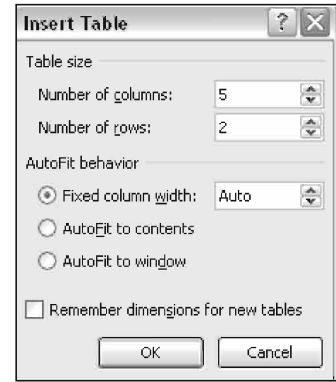 Insert Table
?
Table size
Number of columns: 5
Number of rows: 2
AutoFit behavior
Fixed column width: Auto
AutoFit to contents
AutoFit to window
Remember dimensions for new tables
OK Cancel